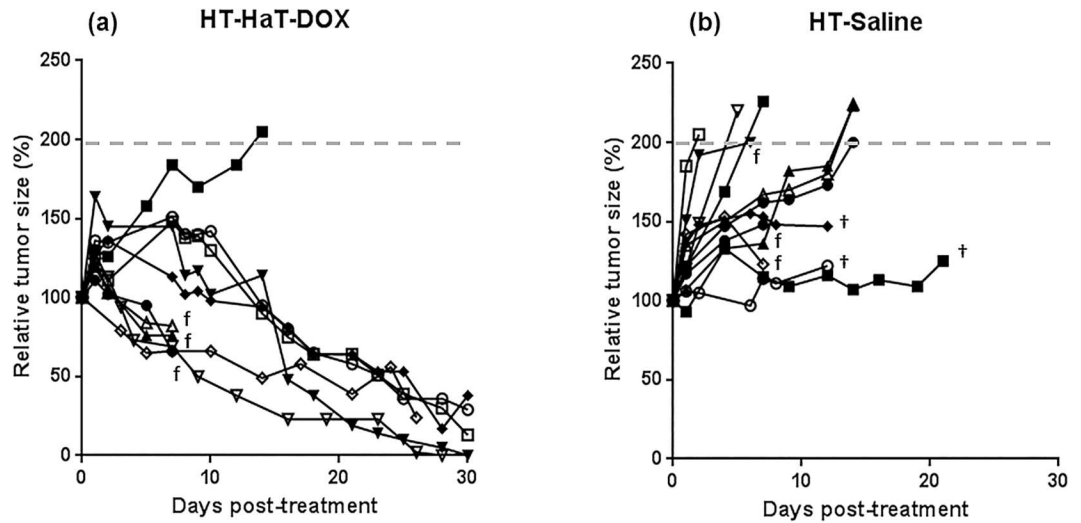 (a) HT-HaT-DOX
250
200
150
100
50
0
Relative tumor size (%)
f
f
f
0 10 20 30
Days post-treatment
(b) HT-Saline
250
200
150
100
50
0
Relative tumor size (%)
f
†
f
f
†
†
0 10 20 30
Days post-treatment